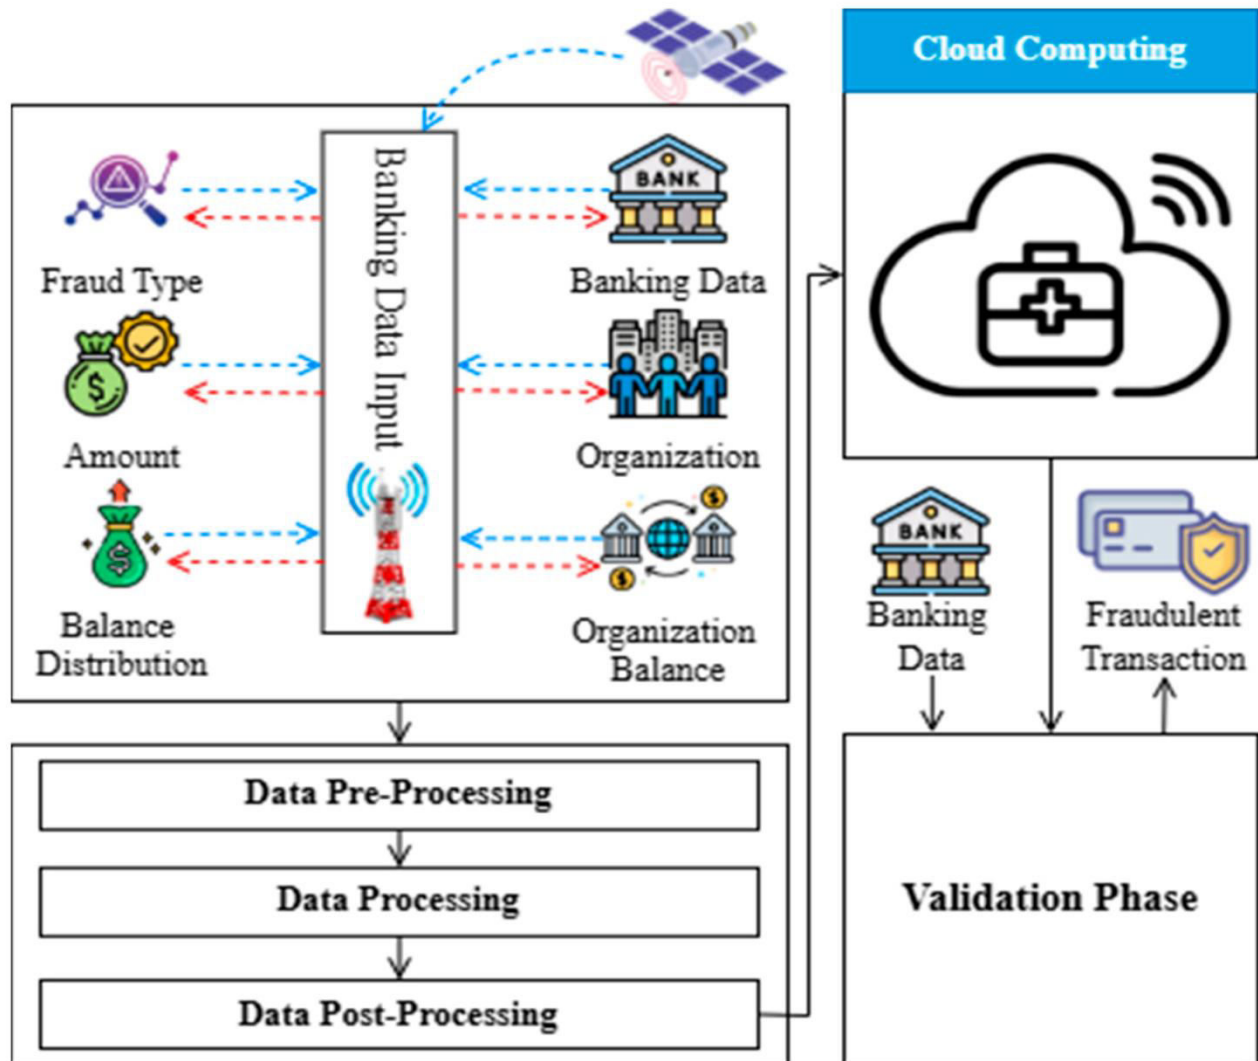 Cloud Computing
Banking Data Input
BANK
Fraud Type
Banking Data
Amount
Organization
Balance
Distribution
Organization
Balance
BANK
Banking
Data
Fraudulent
Transaction
Data Pre-Processing
Data Processing
Data Post-Processing
Validation Phase